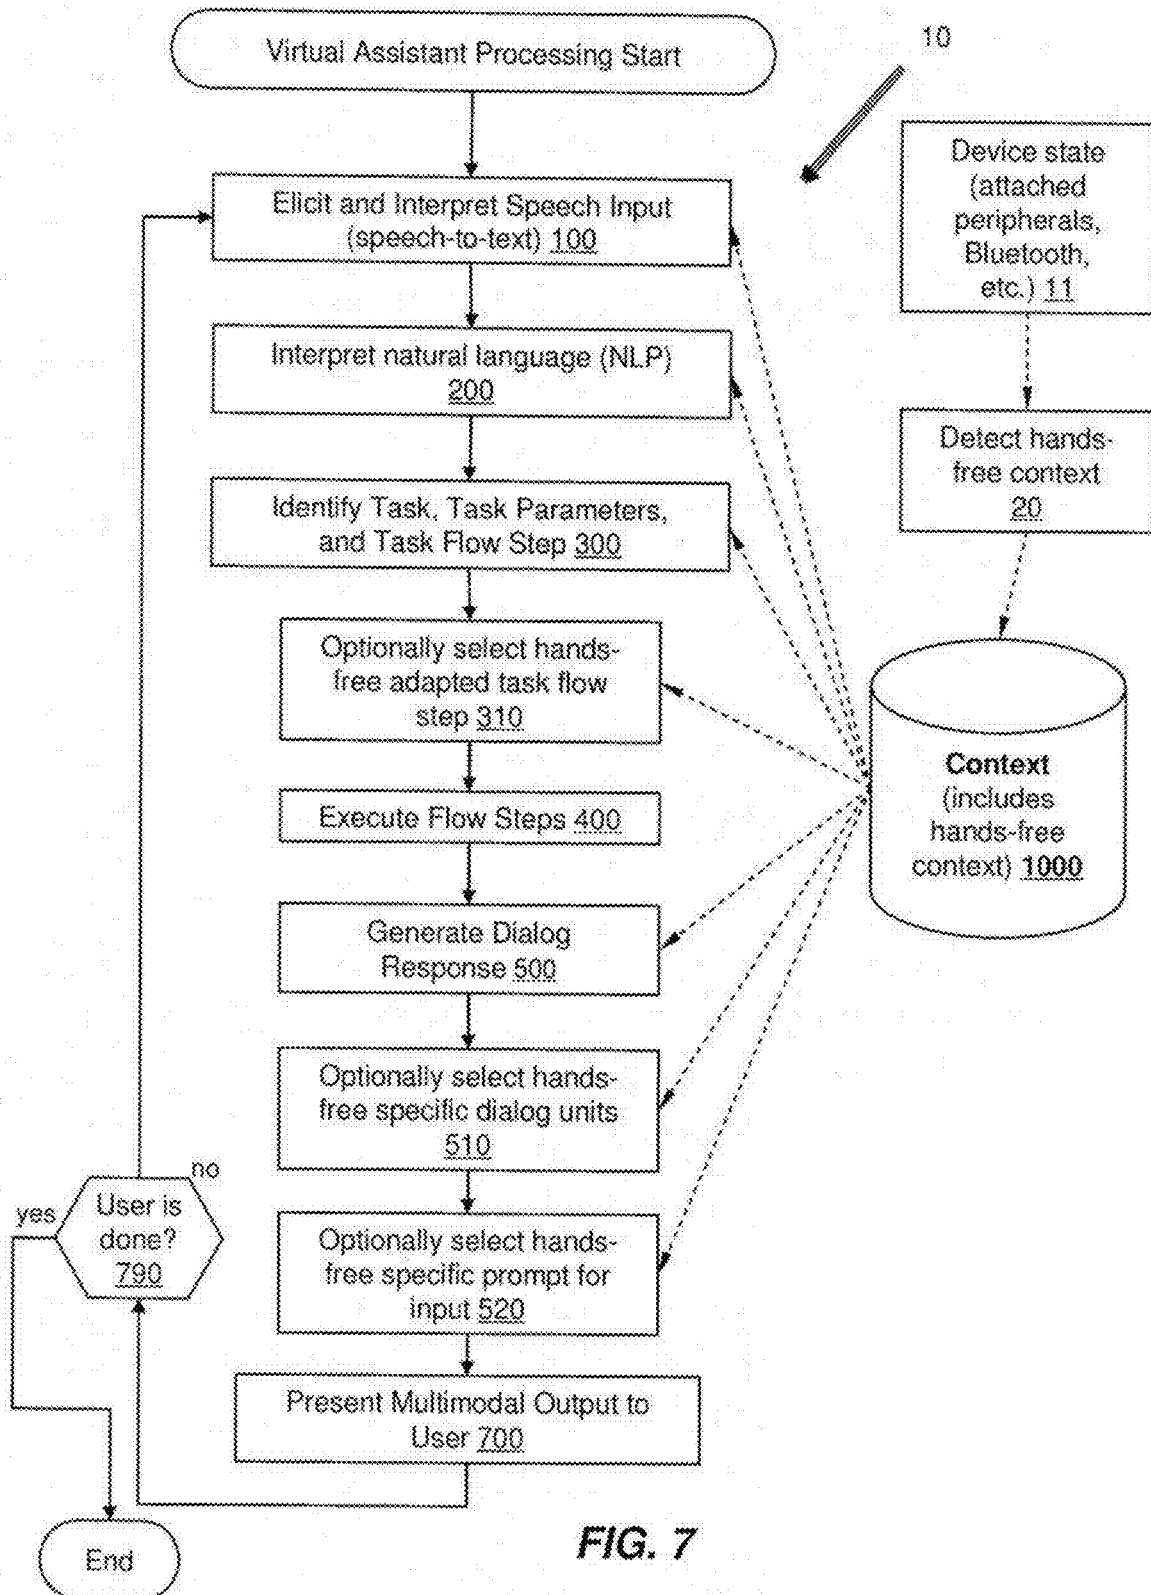 Virtual Assistant Processing Start
10
Device state
(attached
peripherals,
Bluetooth,
etc.) 11
Elicit and Interpret Speech Input
(speech-to-text) 100
Interpret natural language (NLP)
200
Detect hands-
free context
20
Identify Task, Task Parameters,
and Task Flow Step 300
Optionally select hands-
free adapted task flow
step 310
Context
(includes
hands-free
context) 1000
Execute Flow Steps 400
Generate Dialog
Response 500
Optionally select hands-
free specific dialog units
510
no
yes
User is
done?
790
Optionally select hands-
free specific prompt for
input 520
Present Multimodal Output to
User 700
End
FIG. 7